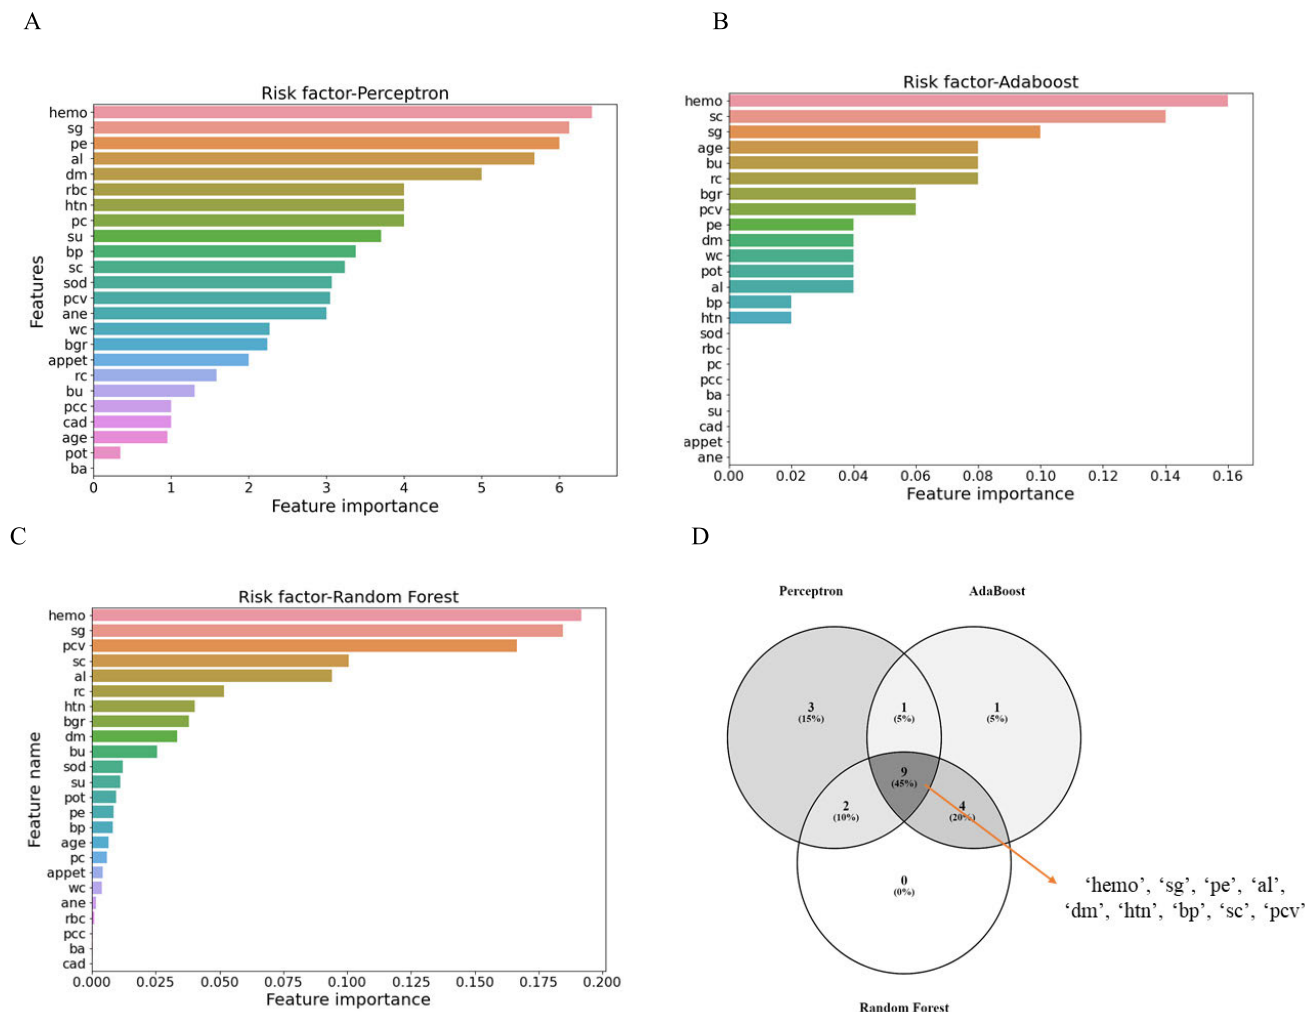 A
Risk factor-Perceptron
Features
hemo
sg
pe
al
dm
rbc
htn
pc
su
bp
sc
sod
pcv
ane
wc
bgr
appet
rc
bu
pcc
cad
age
pot
ba
0 1 2 3 4 5 6
Feature importance
B
Risk factor-Adaboost
hemo
sc
sg
age
bu
rc
bgr
pcv
pe
dm
wc
pot
al
bp
htn
sod
rbc
pc
pcc
ba
su
cad
appet
ane
0.00 0.02 0.04 0.06 0.08 0.10 0.12 0.14 0.16
Feature importance
C
Risk factor-Random Forest
Feature name
hemo
sg
pcv
sc
al
rc
htn
bgr
dm
bu
sod
su
pot
pe
bp
age
pc
appet
wc
ane
rbc
pcc
ba
cad
0.000 0.025 0.050 0.075 0.100 0.125 0.150 0.175 0.200
Feature importance
D
Perceptron
AdaBoost
3
(15%)
1
(5%)
1
(5%)
9
(45%)
2
(10%)
4
(20%)
0
(0%)
Random Forest
‘hemo’, ‘sg’, ‘pe’, ‘al’,
‘dm’, ‘htn’, ‘bp’, ‘sc’, ‘pcv’